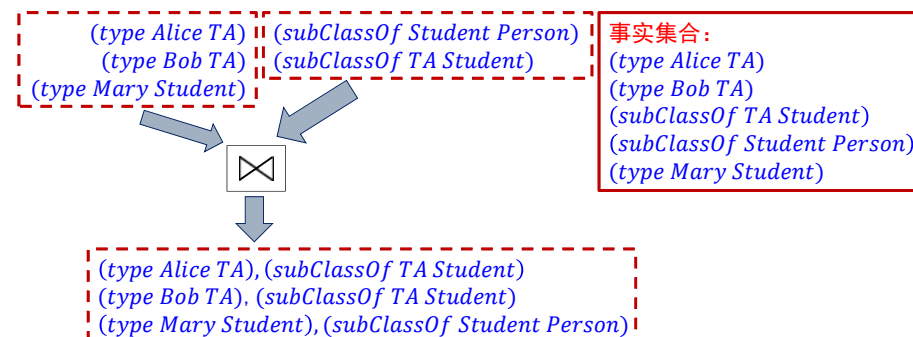 (type Alice TA)
(type Bob TA)
(type Mary Student)
(subClassOf Student Person)
(subClassOf TA Student)
事实集合：
(type Alice TA)
(type Bob TA)
(subClassOf TA Student)
(subClassOf Student Person)
(type Mary Student)
⋈
(type Alice TA), (subClassOf TA Student)
(type Bob TA), (subClassOf TA Student)
(type Mary Student), (subClassOf Student Person)